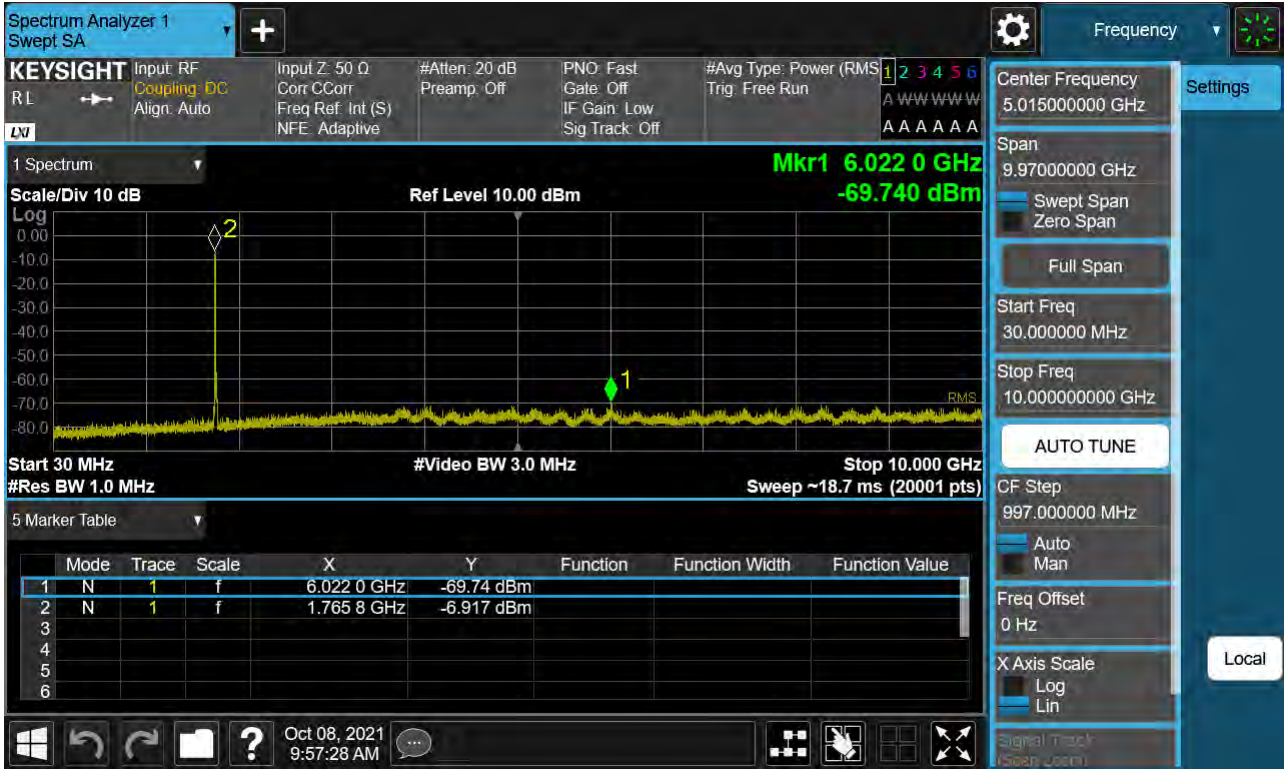 Spectrum Analyzer 1
Swept SA
+
Frequency
KEYSIGHT
RL
LXI
Input: RF
Coupling: DC
Align: Auto
Input Z: 50 Ω
Corr CCorr
Freq Ref: Int (S)
NFE: Adaptive
#Atten: 20 dB
Preamp: Off
PNO: Fast
Gate: Off
IF Gain: Low
Sig Track: Off
#Avg Type: Power (RMS
Trig: Free Run
1 2 3 4 5 6
A W W W W W
A A A A A A
1 Spectrum
Mkr1 6.022 0 GHz
-69.740 dBm
Scale/Div 10 dB
Ref Level 10.00 dBm
Log
0.00
-10.0
-20.0
-30.0
-40.0
-50.0
-60.0
-70.0
-80.0
2
1
RMS
Start 30 MHz
#Video BW 3.0 MHz
Stop 10.000 GHz
#Res BW 1.0 MHz
Sweep ~18.7 ms (20001 pts)
5 Marker Table
Mode Trace Scale X Y Function Function Width Function Value
1 N 1 f 6.022 0 GHz -69.74 dBm
2 N 1 f 1.765 8 GHz -6.917 dBm
3
4
5
6
Oct 08, 2021
9:57:28 AM
?
Center Frequency
5.015000000 GHz
Settings
Span
9.97000000 GHz
Swept Span
Zero Span
Full Span
Start Freq
30.000000 MHz
Stop Freq
10.000000000 GHz
AUTO TUNE
CF Step
997.000000 MHz
Auto
Man
Freq Offset
0 Hz
X Axis Scale
Log
Lin
Local
Signal Track
(Span Zoom)